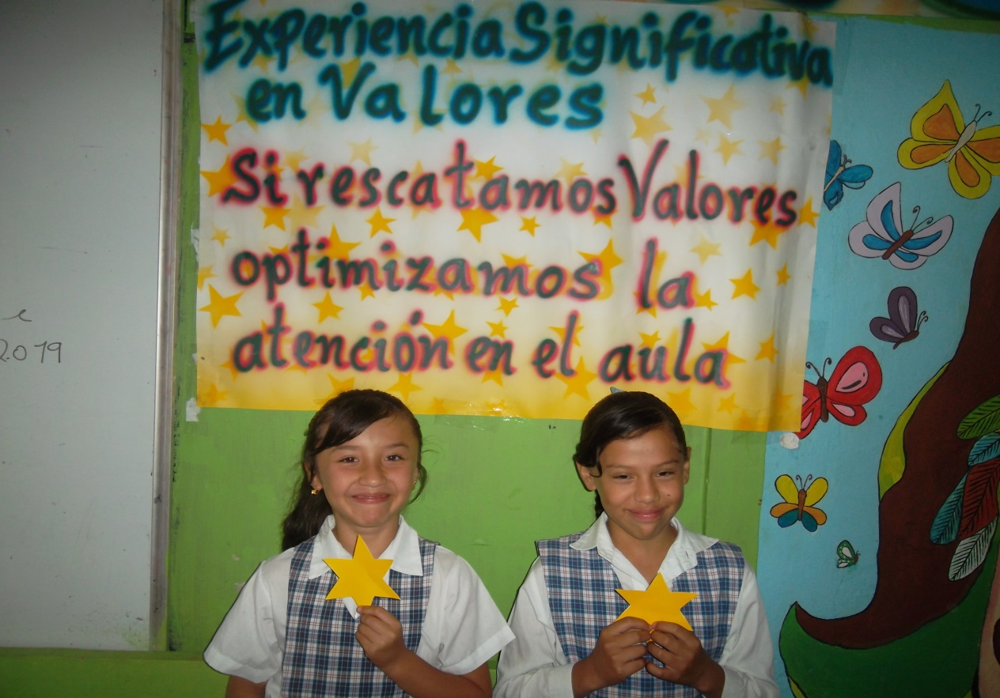 Experiencia Significativa
en Valores
Si rescatamos Valores
optimizamos la
atención en el aula
2019